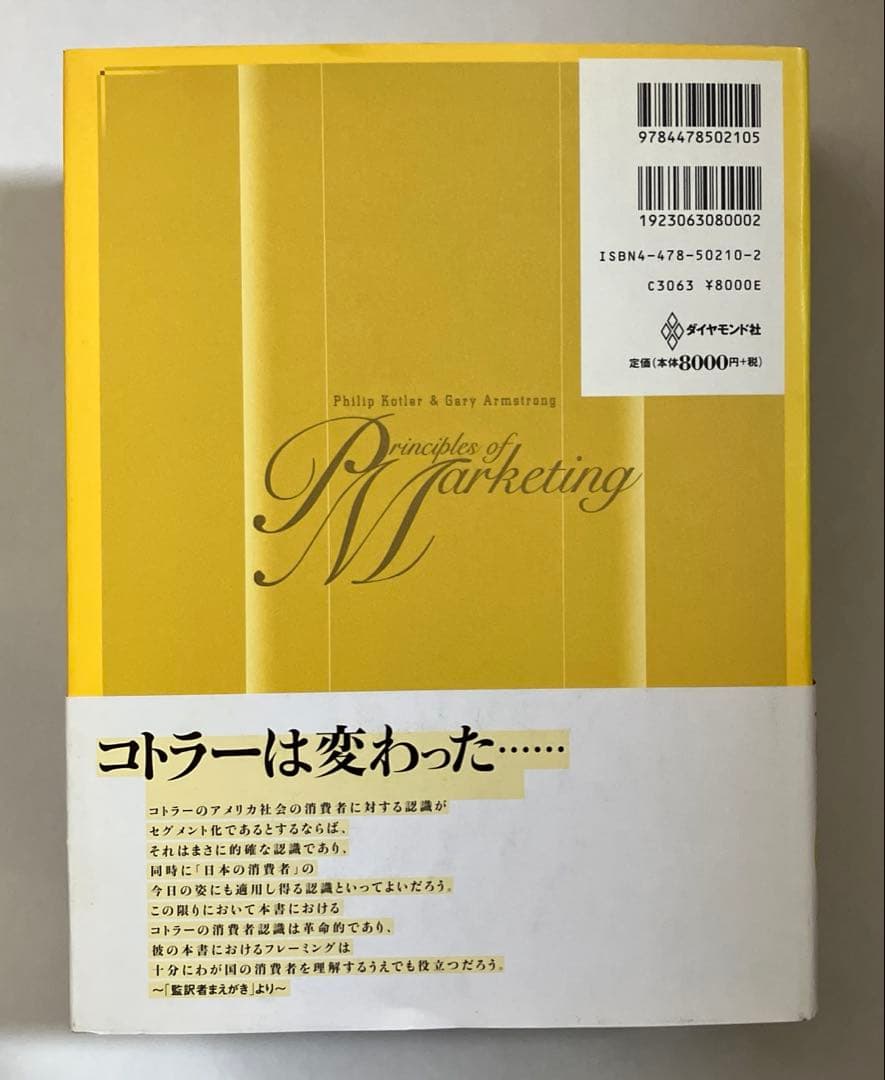 9784478502105
1923063080002
ISBN4-478-50210-2
C3063 ¥8000E
ダイヤモンド社
定価(本体8000円+税)
Philip Kotler & Gary Armstrong
Principles of
Marketing
コトラーは変わった……
コトラーのアメリカ社会の消費者に対する認識が
セグメント化であるとするならば、
それはまさに的確な認識であり、
同時に「日本の消費者」の
今日の姿にも適用し得る認識といってよいだろう。
この限りにおいて本書における
コトラーの消費者認識は革命的であり、
彼の本書におけるフレーミングは
十分にわが国の消費者を理解するうえでも役立つだろう。
〜「監訳者まえがき」より〜